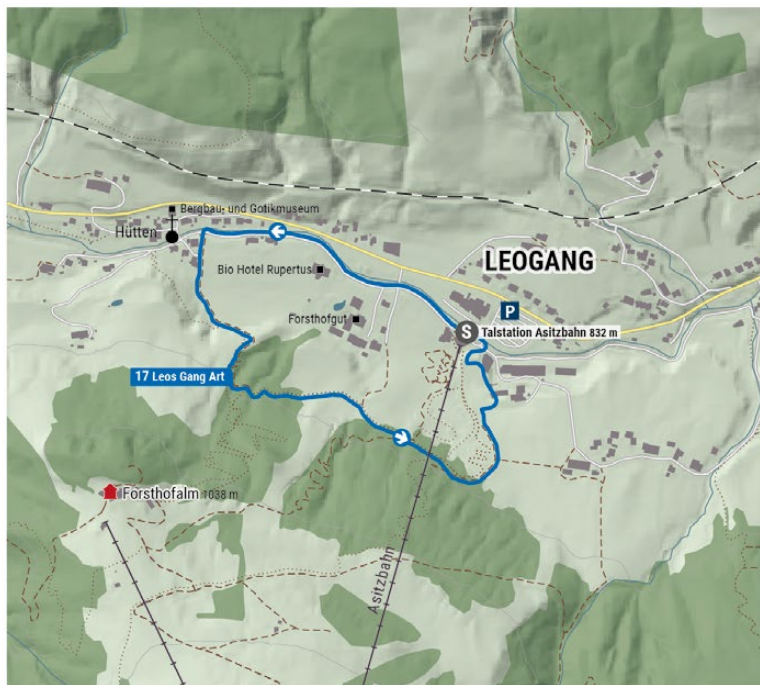 Bergbau- und Gotikmuseum
Hütten
LEOGANG
Bio Hotel Rupertus
P
Forsthofgut
S
Talstation Asitzbahn 832 m
17 Leos Gang Art
Forsthofalm 1038 m
Asitzbahn